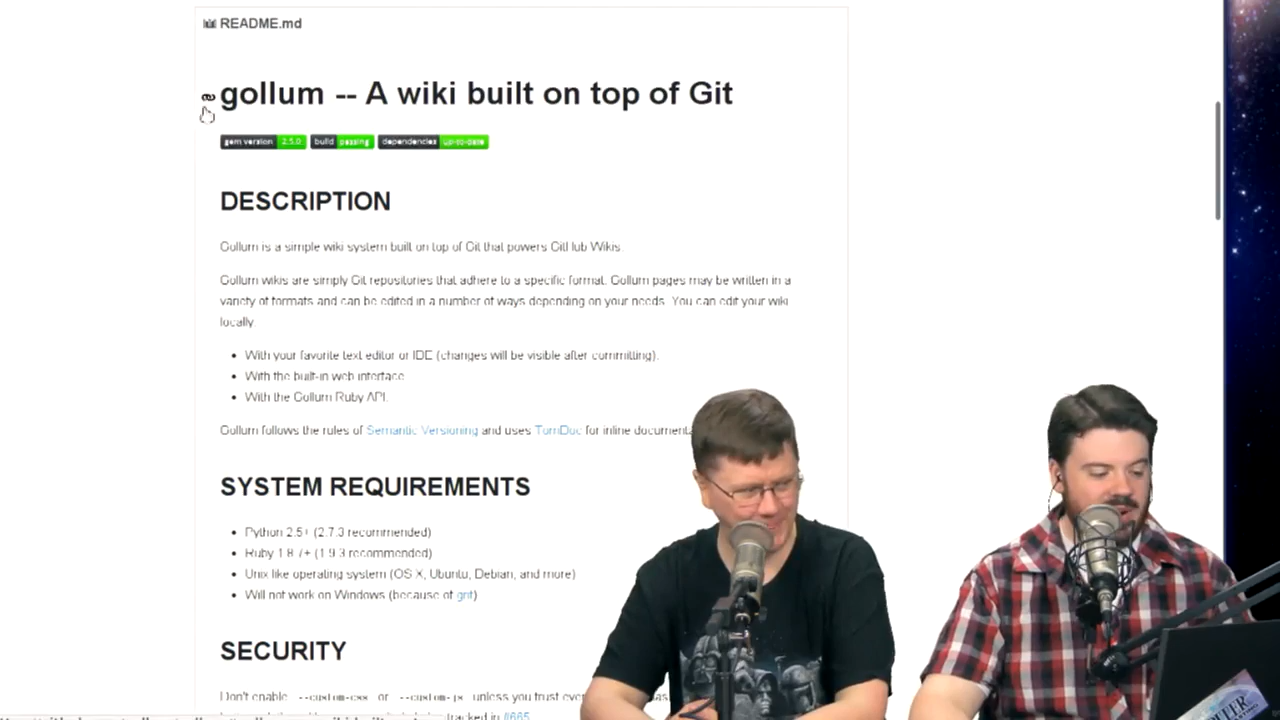 README.md
gollum -- A wiki built on top of Git
gem version 2.5.0 build passing dependencies up-to-date
DESCRIPTION
Gollum is a simple wiki system built on top of Git that powers GitHub Wikis.
Gollum wikis are simply Git repositories that adhere to a specific format. Gollum pages may be written in a
variety of formats and can be edited in a number of ways depending on your needs. You can edit your wiki
locally:
With your favorite text editor or IDE (changes will be visible after committing).
With the built-in web interface.
With the Gollum Ruby API.
Gollum follows the rules of Semantic Versioning and uses TomDoc for inline
SYSTEM REQUIREMENTS
Python 2.5+ (2.7.3 recommended)
Ruby 1.8.7+ (1.9.3 recommended)
Unix like operating system (OS X, Ubuntu, Debian, and more)
Will not work on Windows (because of grit)
SECURITY
Don't enable --custom-css or --custom-js unless you trust
tracked in #665